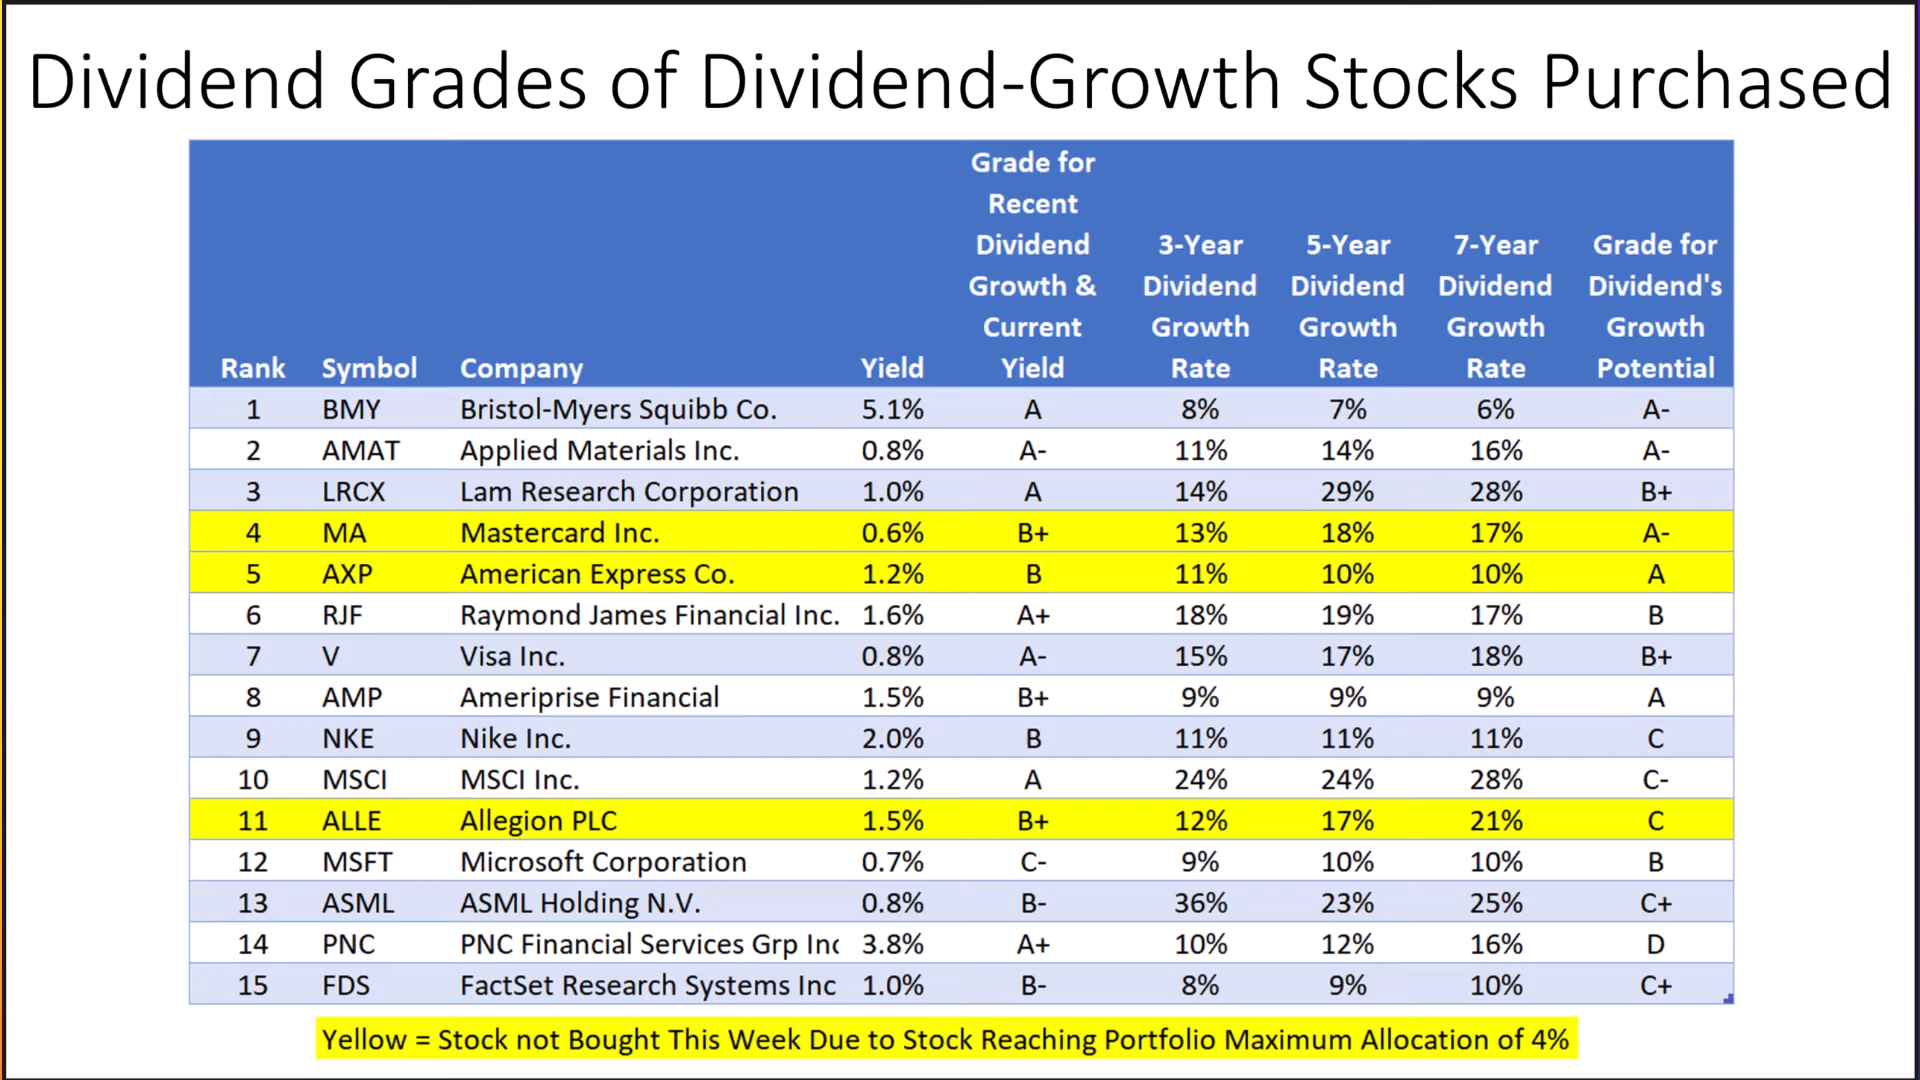 Dividend Grades of Dividend-Growth Stocks Purchased
Grade for
Recent
Dividend 3-Year 5-Year 7-Year Grade for
Growth & Dividend Dividend Dividend Dividend's
Current Growth Growth Growth Growth
Rank Symbol Company Yield Yield Rate Rate Rate Potential
1 BMY Bristol-Myers Squibb Co. 5.1% A 8% 7% 6% A-
2 AMAT Applied Materials Inc. 0.8% A- 11% 14% 16% A-
3 LRCX Lam Research Corporation 1.0% A 14% 29% 28% B+
4 MA Mastercard Inc. 0.6% B+ 13% 18% 17% A-
5 AXP American Express Co. 1.2% B 11% 10% 10% A
6 RJF Raymond James Financial Inc. 1.6% A+ 18% 19% 17% B
7 V Visa Inc. 0.8% A- 15% 17% 18% B+
8 AMP Ameriprise Financial 1.5% B+ 9% 9% 9% A
9 NKE Nike Inc. 2.0% B 11% 11% 11% C
10 MSCI MSCI Inc. 1.2% A 24% 24% 28% C-
11 ALLE Allegion PLC 1.5% B+ 12% 17% 21% C
12 MSFT Microsoft Corporation 0.7% C- 9% 10% 10% B
13 ASML ASML Holding N.V. 0.8% B- 36% 23% 25% C+
14 PNC PNC Financial Services Grp Inc 3.8% A+ 10% 12% 16% D
15 FDS FactSet Research Systems Inc 1.0% B- 8% 9% 10% C+
Yellow = Stock not Bought This Week Due to Stock Reaching Portfolio Maximum Allocation of 4%